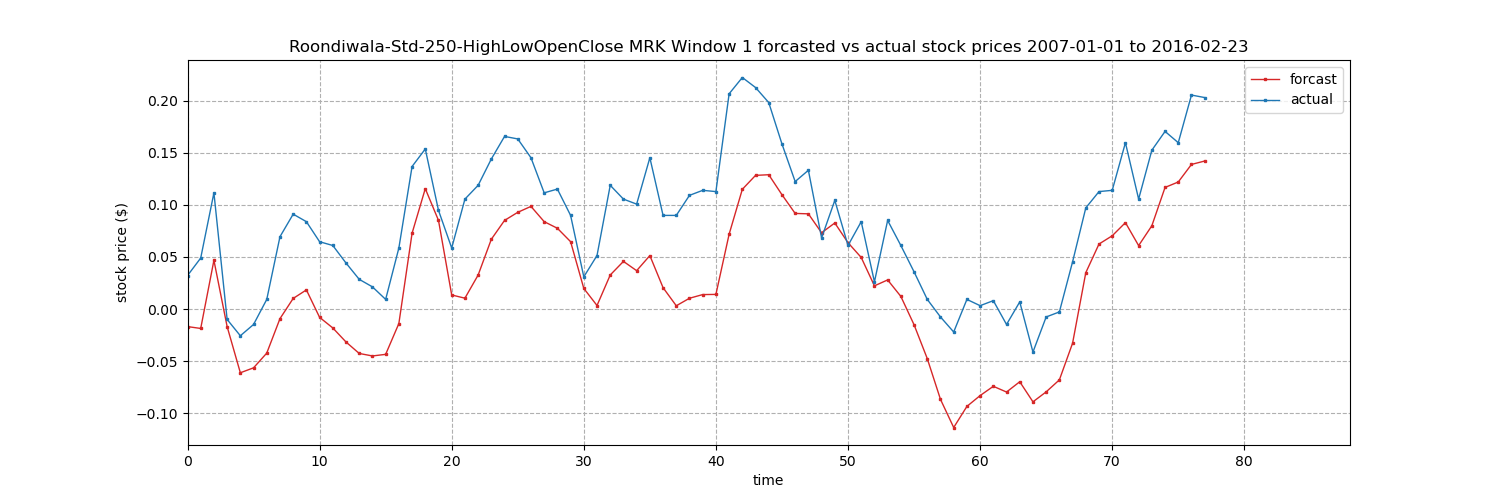 Roondiwala-Std-250-HighLowOpenClose MRK Window 1 forcasted vs actual stock prices 2007-01-01 to 2016-02-23
forcast
actual
stock price ($)
0.20
0.15
0.10
0.05
0.00
−0.05
−0.10
0 10 20 30 40 50 60 70 80
time